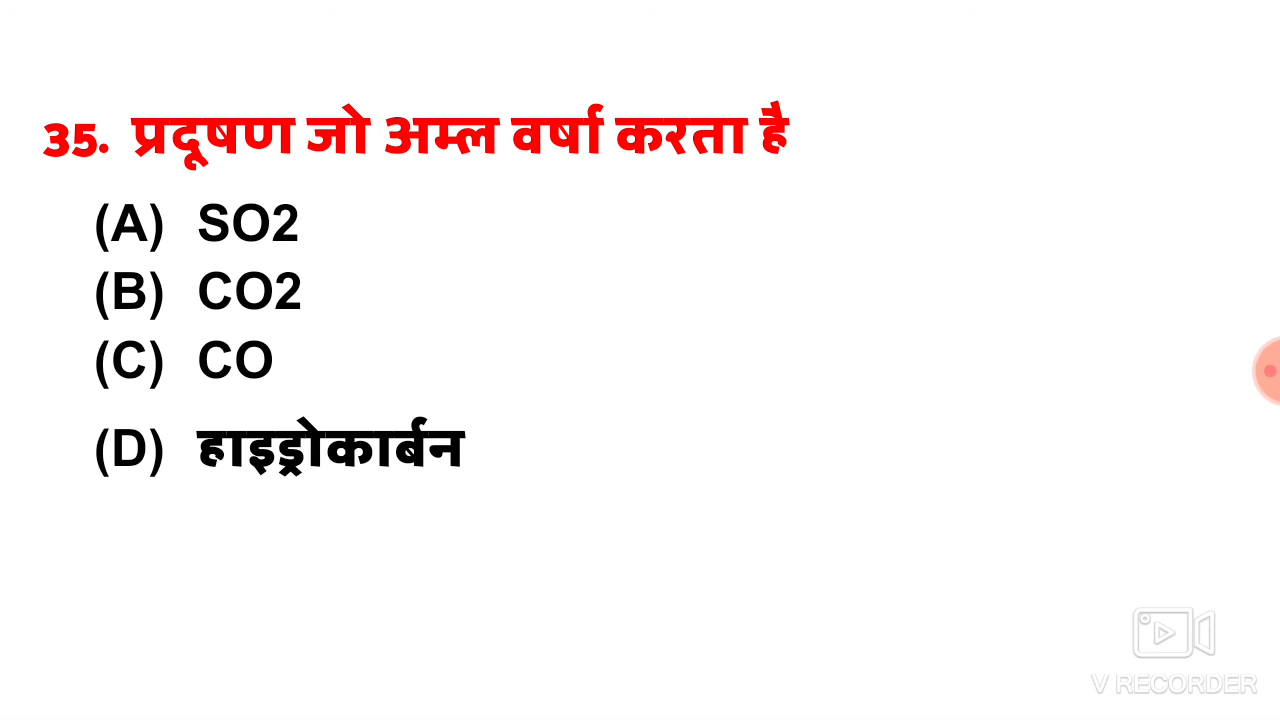 35. प्रदूषण जो अम्ल वर्षा करता है
(A) SO2
(B) CO2
(C) CO
(D) हाइड्रोकार्बन
V RECORDER